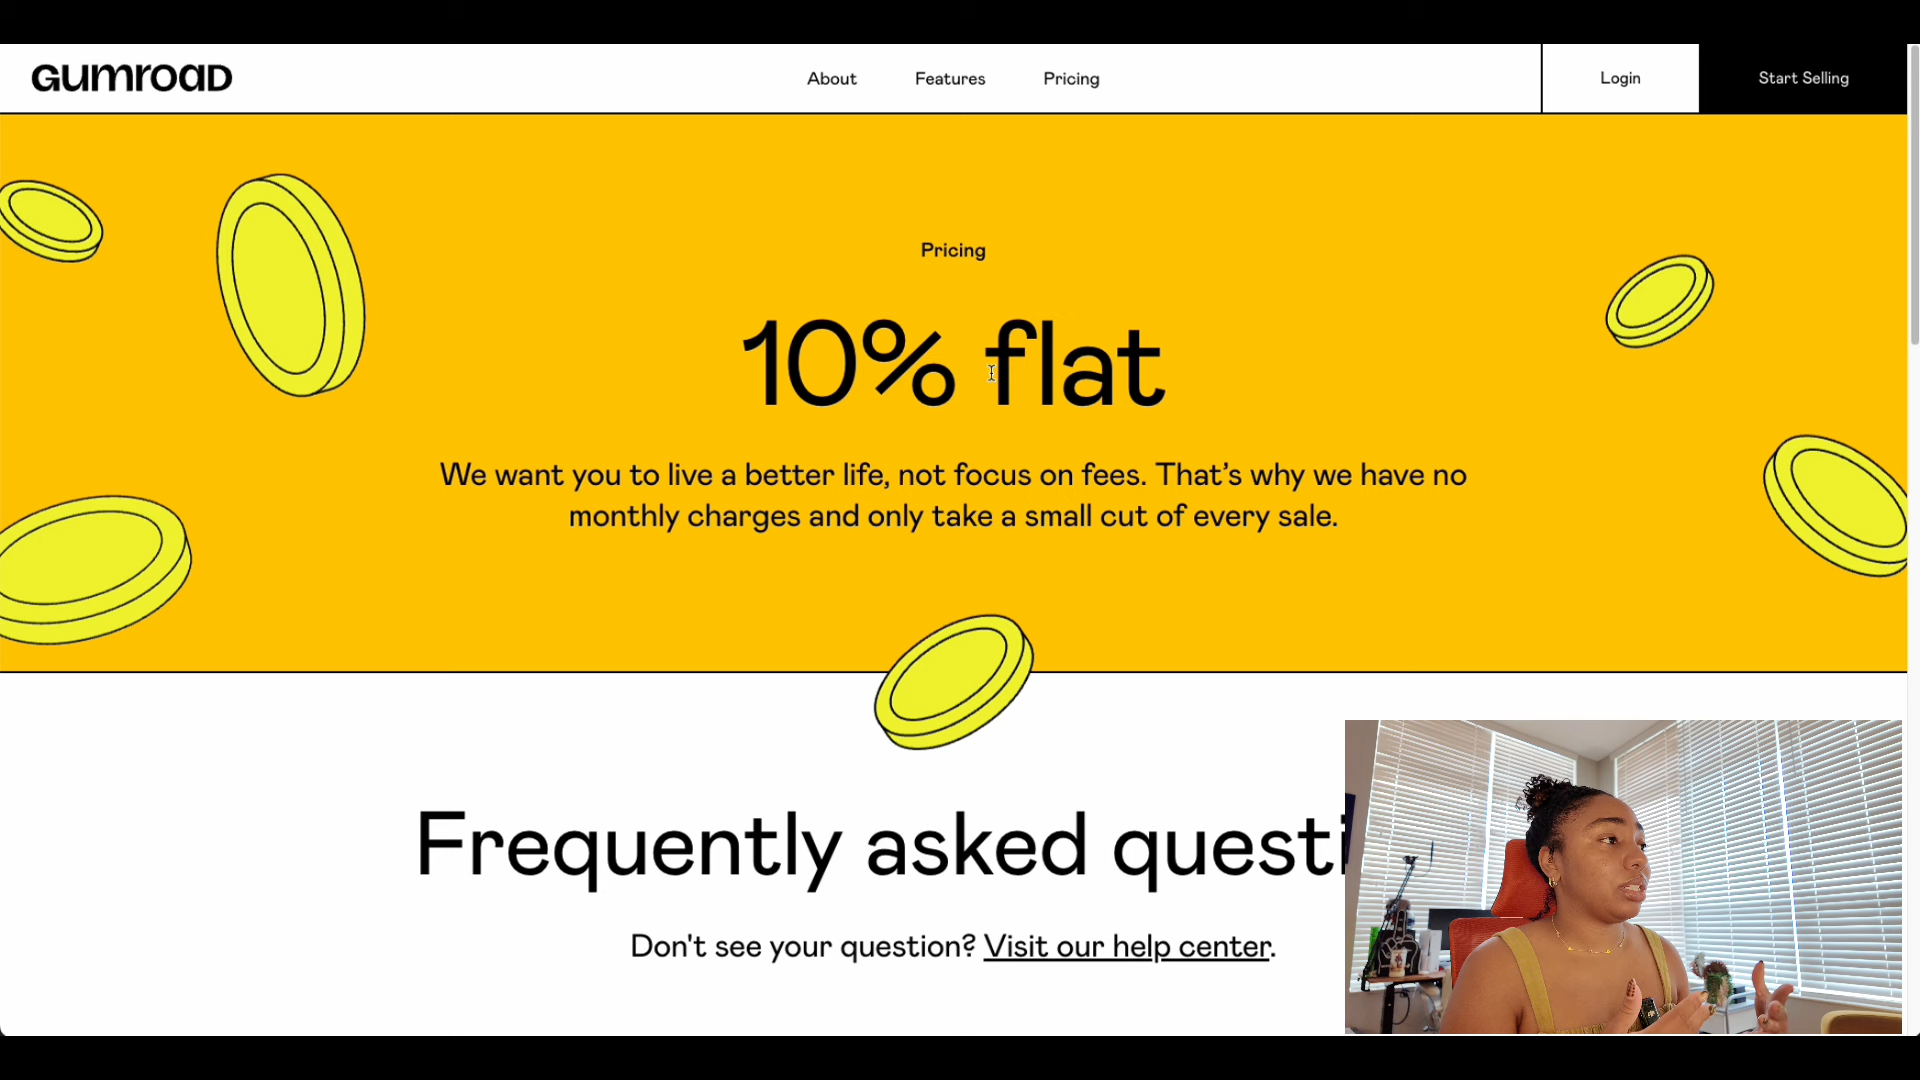 GUMROAD
About
Features
Pricing
Login
Start Selling
Pricing
10% flat
We want you to live a better life, not focus on fees. That’s why we have no
monthly charges and only take a small cut of every sale.
Frequently asked questi
Don't see your question? Visit our help center.